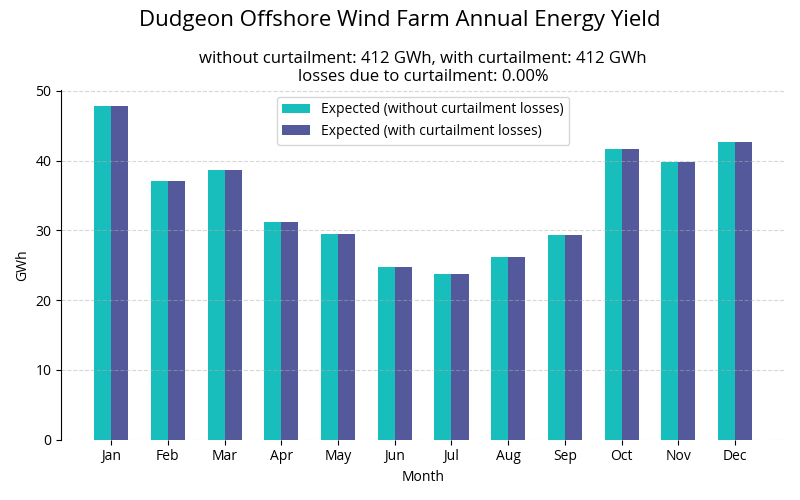 Dudgeon Offshore Wind Farm Annual Energy Yield
without curtailment: 412 GWh, with curtailment: 412 GWh
losses due to curtailment: 0.00%
Expected (without curtailment losses)
Expected (with curtailment losses)
50
40
30
20
10
0
GWh
Jan Feb Mar Apr May Jun Jul Aug Sep Oct Nov Dec
Month